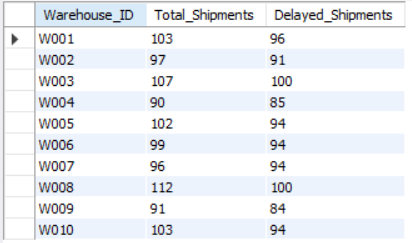 Warehouse_ID Total_Shipments Delayed_Shipments
W001 103 96
W002 97 91
W003 107 100
W004 90 85
W005 102 94
W006 99 94
W007 96 94
W008 112 100
W009 91 84
W010 103 94